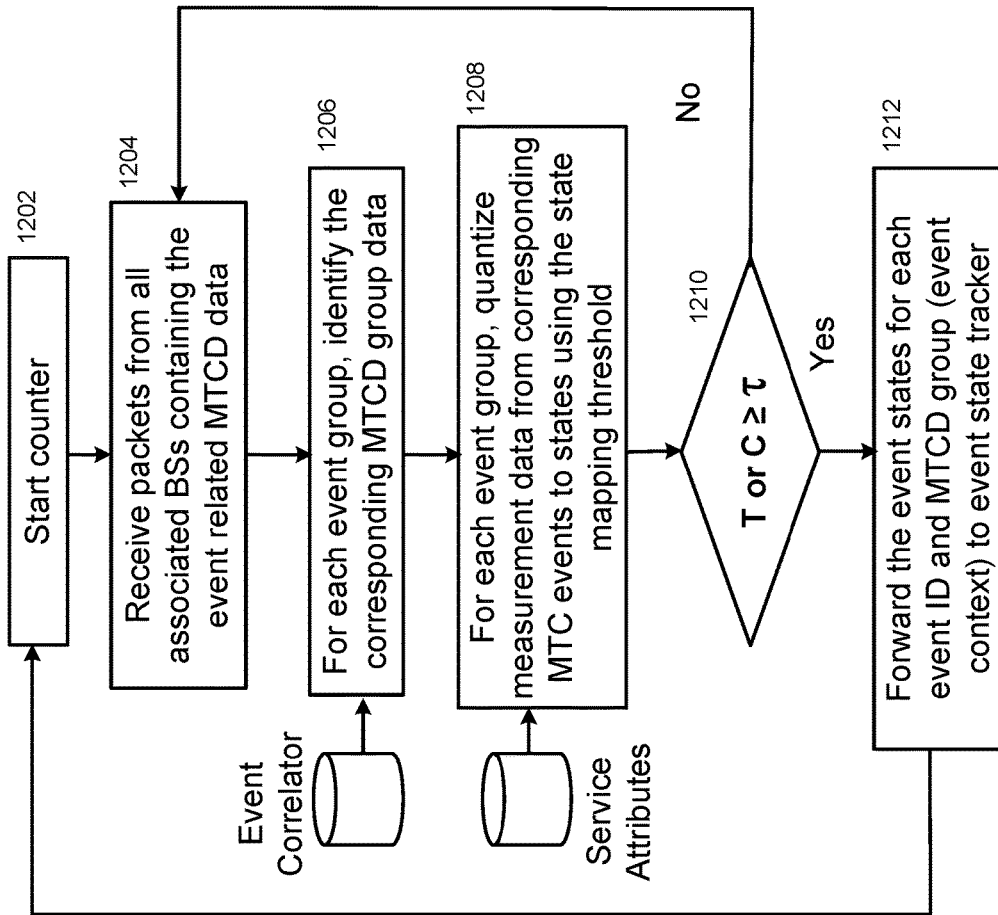 1202
Start counter
1204
Receive packets from all
associated BSs containing the
event related MTCD data
1206
For each event group, identify the
corresponding MTCD group data
Event
Correlator
1208
For each event group, quantize
measurement data from corresponding
MTC events to states using the state
mapping threshold
Service
Attributes
1210
T or C ≥ τ
No
Yes
1212
Forward the event states for each
event ID and MTCD group (event
context) to event state tracker